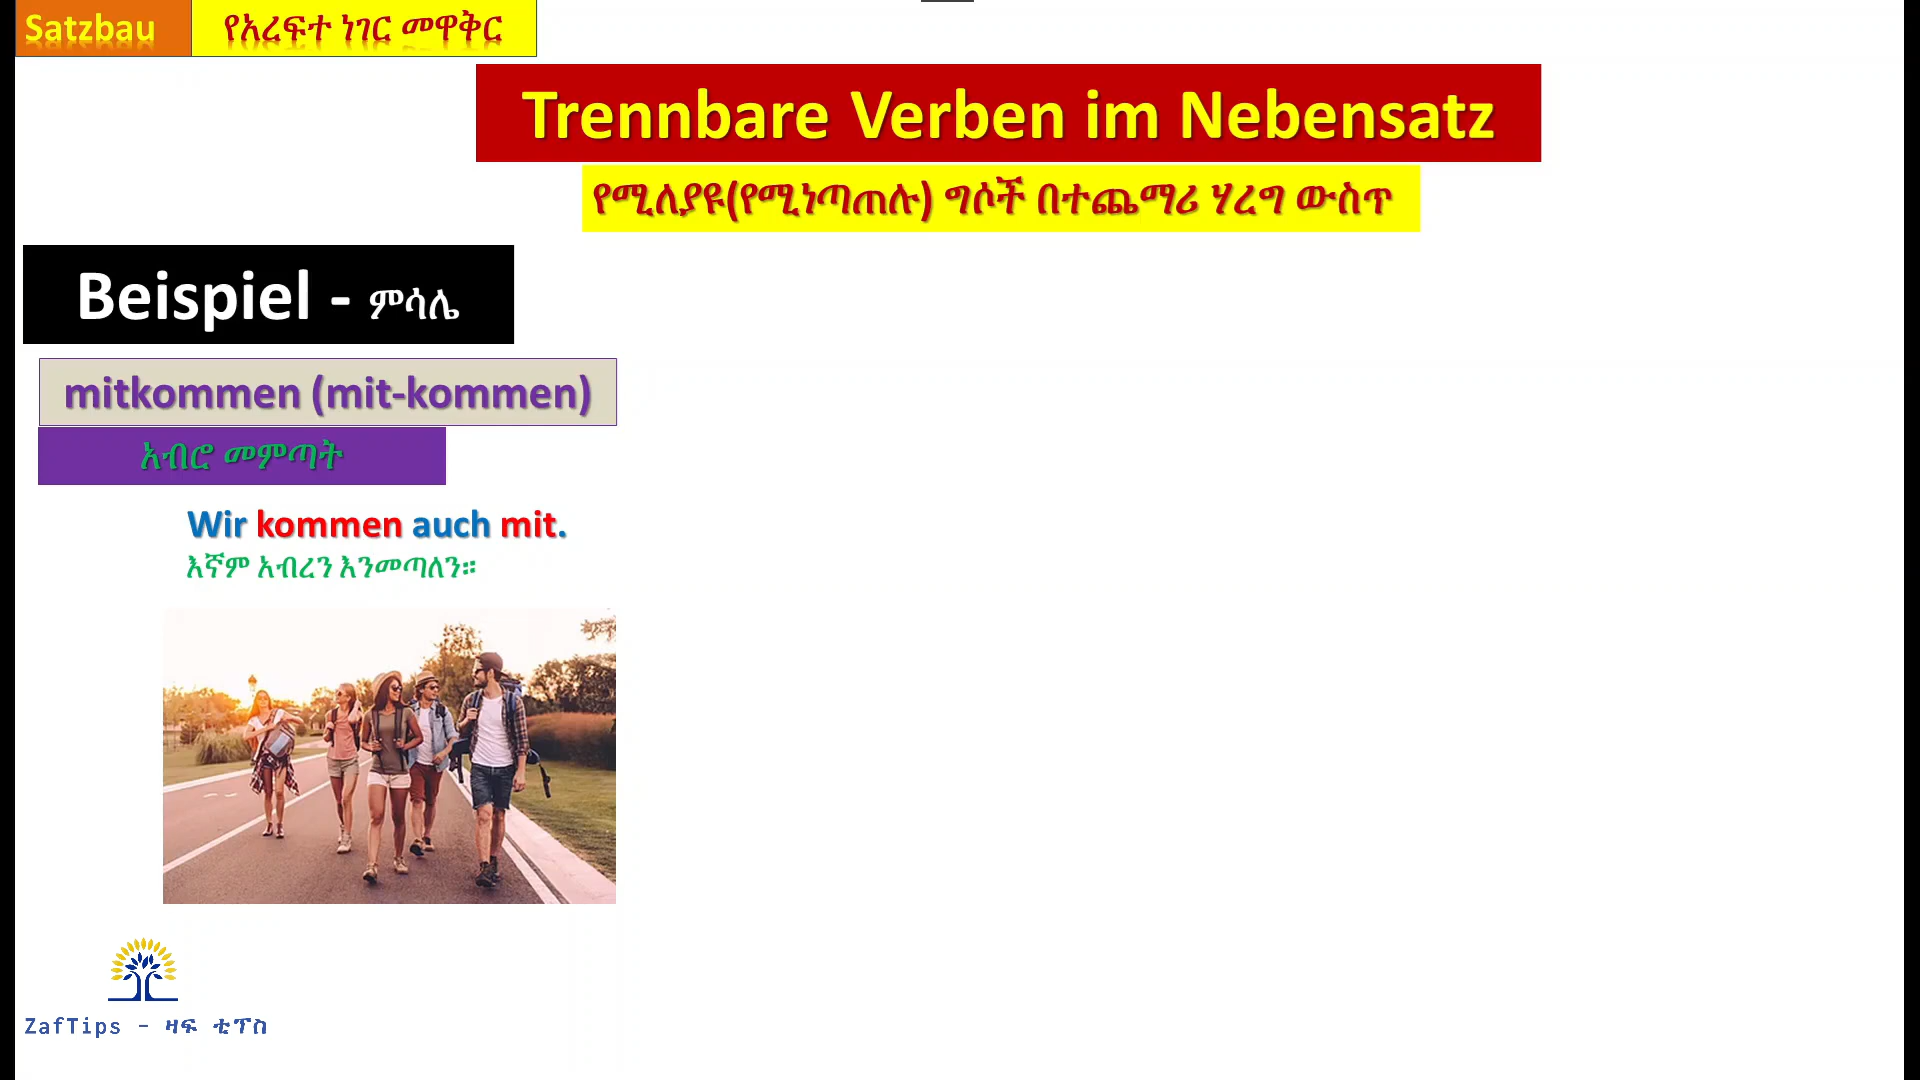 Satzbau
የአረፍተ ነገር መዋቅር
Trennbare Verben im Nebensatz
የሚለያዩ(የሚነጣጠሉ) ግሶች በተጨማሪ ሃረግ ውስጥ
Beispiel - ምሳሌ
mitkommen (mit-kommen)
አብሮ መምጣት
Wir kommen auch mit.
እኛም አብረን እንመጣለን።
ZafTips - ዛፍ ቲፕስ